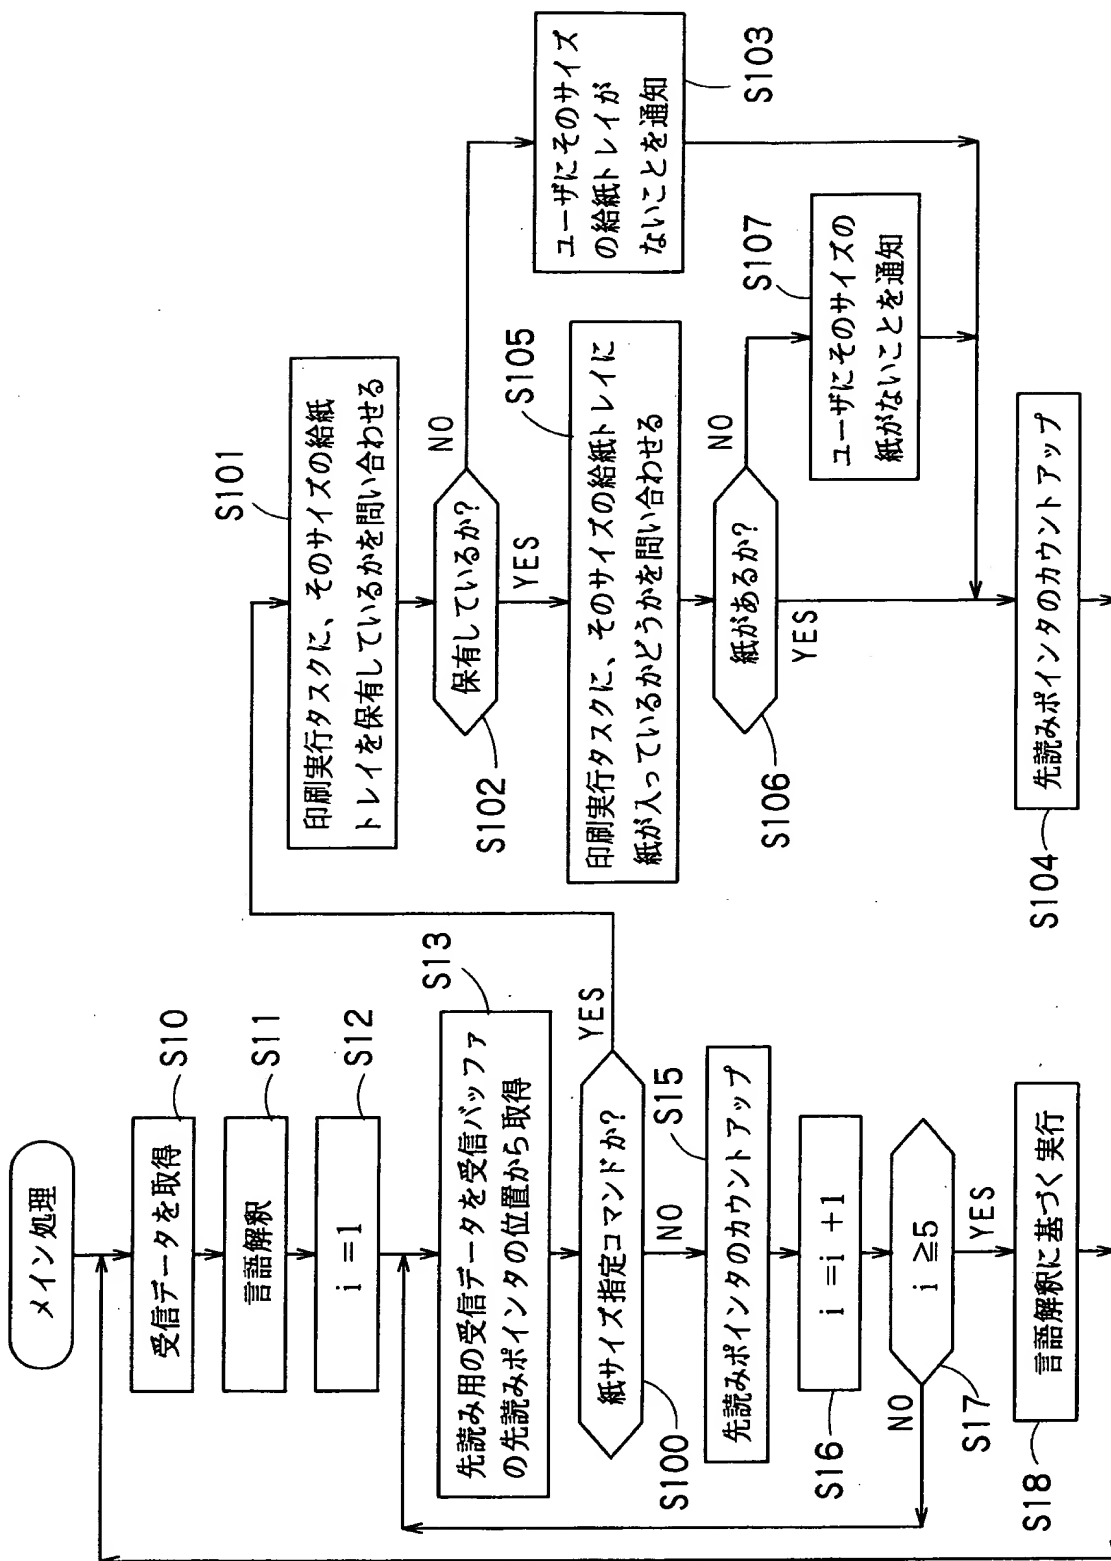 メイン処理
受信データを取得
S10
言語解釈
S11
i=1
S12
先読み用の受信データを受信バッファ
の先読みポインタの位置から取得
S13
紙サイズ指定コマンドか?
S100
YES
NO
先読みポインタのカウントアップ
S15
i=i+1
S16
i≧5
S17
NO
YES
言語解釈に基づく実行
S18
印刷実行タスクに、そのサイズの給紙
トレイを保有しているかを問い合わせる
S101
保有しているか?
S102
NO
YES
ユーザにそのサイズ
の給紙トレイが
ないことを通知
S103
印刷実行タスクに、そのサイズの給紙トレイに
紙が入っているかどうかを問い合わせる
S105
紙があるか?
S106
NO
YES
ユーザにそのサイズの
紙がないことを通知
S107
先読みポインタのカウントアップ
S104